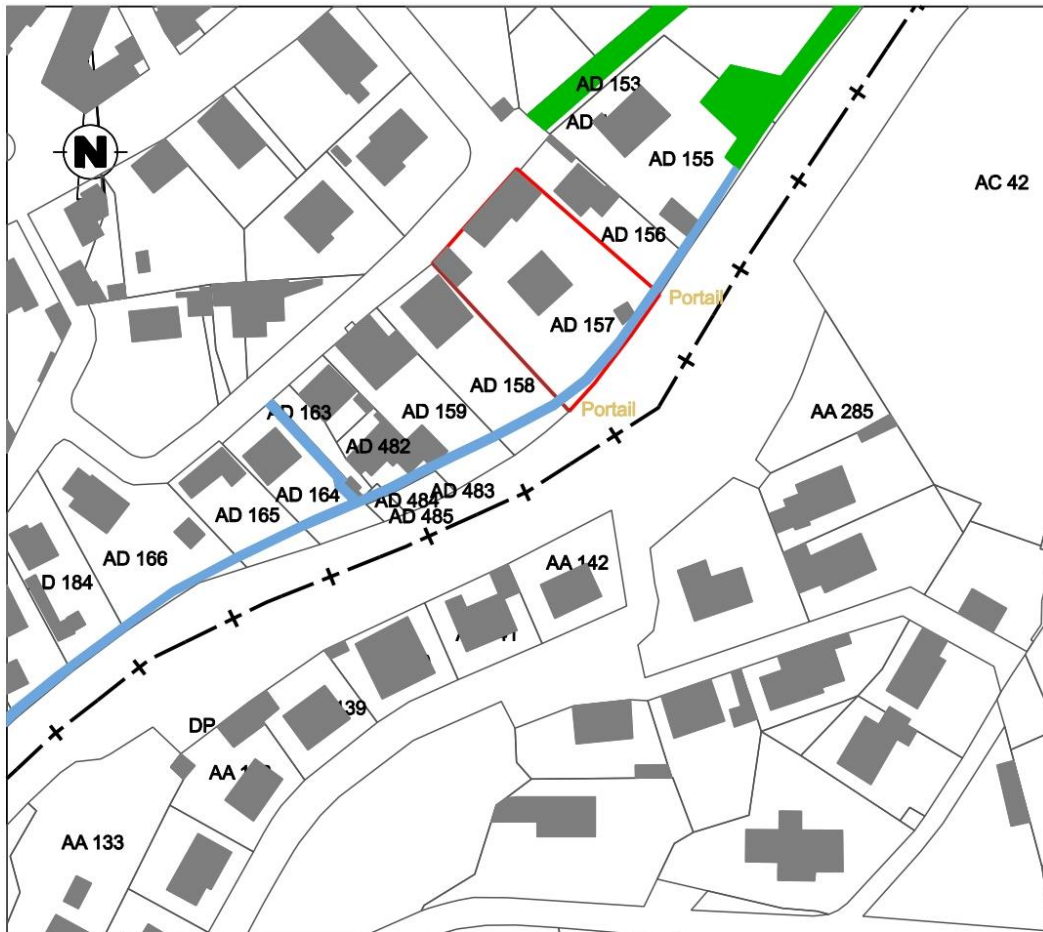 AD 153
AD
AD 155
AC 42
N
AD 156
Portail
AD 157
AD 158
Portail
AD 163
AD 159
AA 285
AD 482
AD 164
AD 484
AD 483
AD 165
AD 485
AD 166
AA 142
D 184
139
DP
AA 133